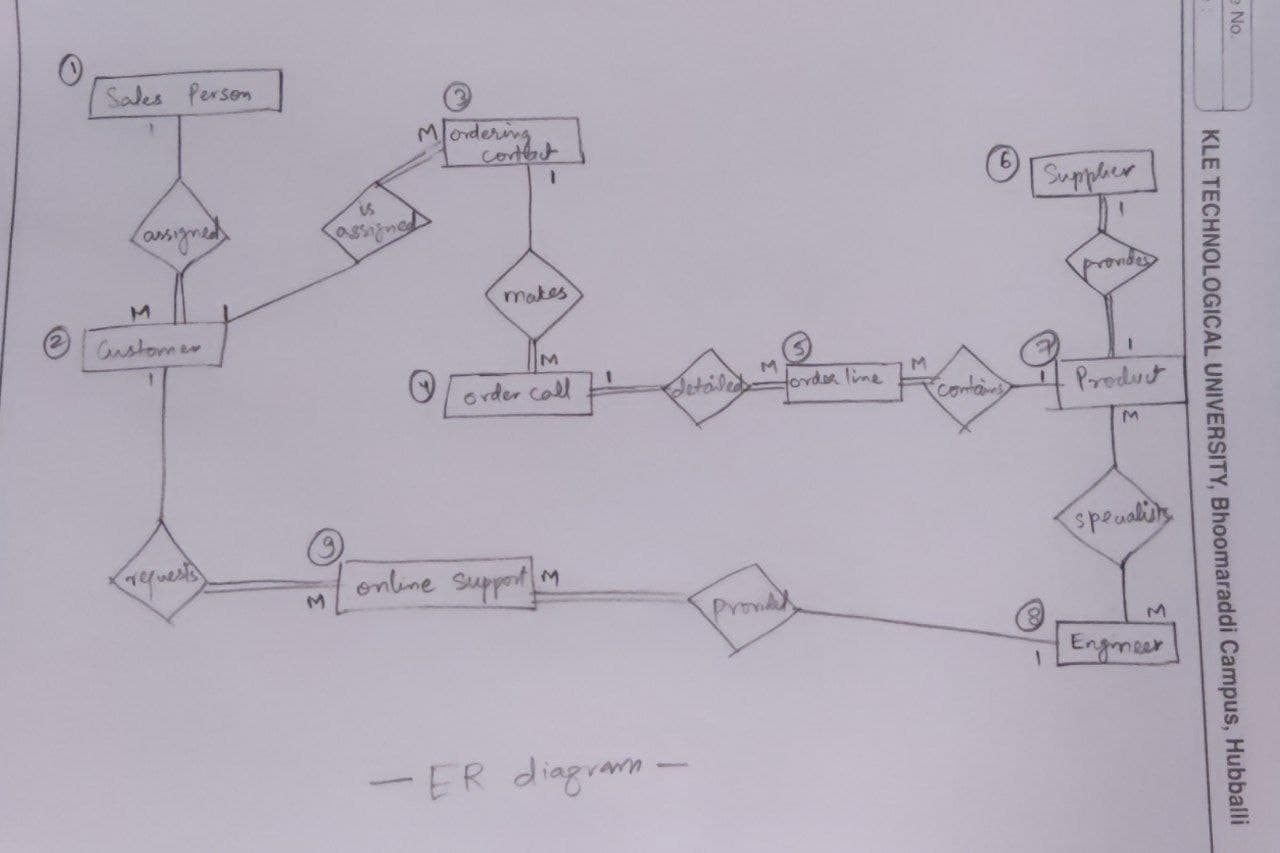 e No.
KLE TECHNOLOGICAL UNIVERSITY, Bhoomaraddi Campus, Hubballi
1
Sales Person
1
assigned
M
2
Customer
1
1
is
assigned
M
3
ordering
contact
1
makes
M
4
order call
1
detailed
M
5
order line
M
contains
1
6
Supplier
1
provides
1
7
Product
M
specialists
M
8
Engineer
1
provided
M
9
online support
M
requests
- ER diagram -